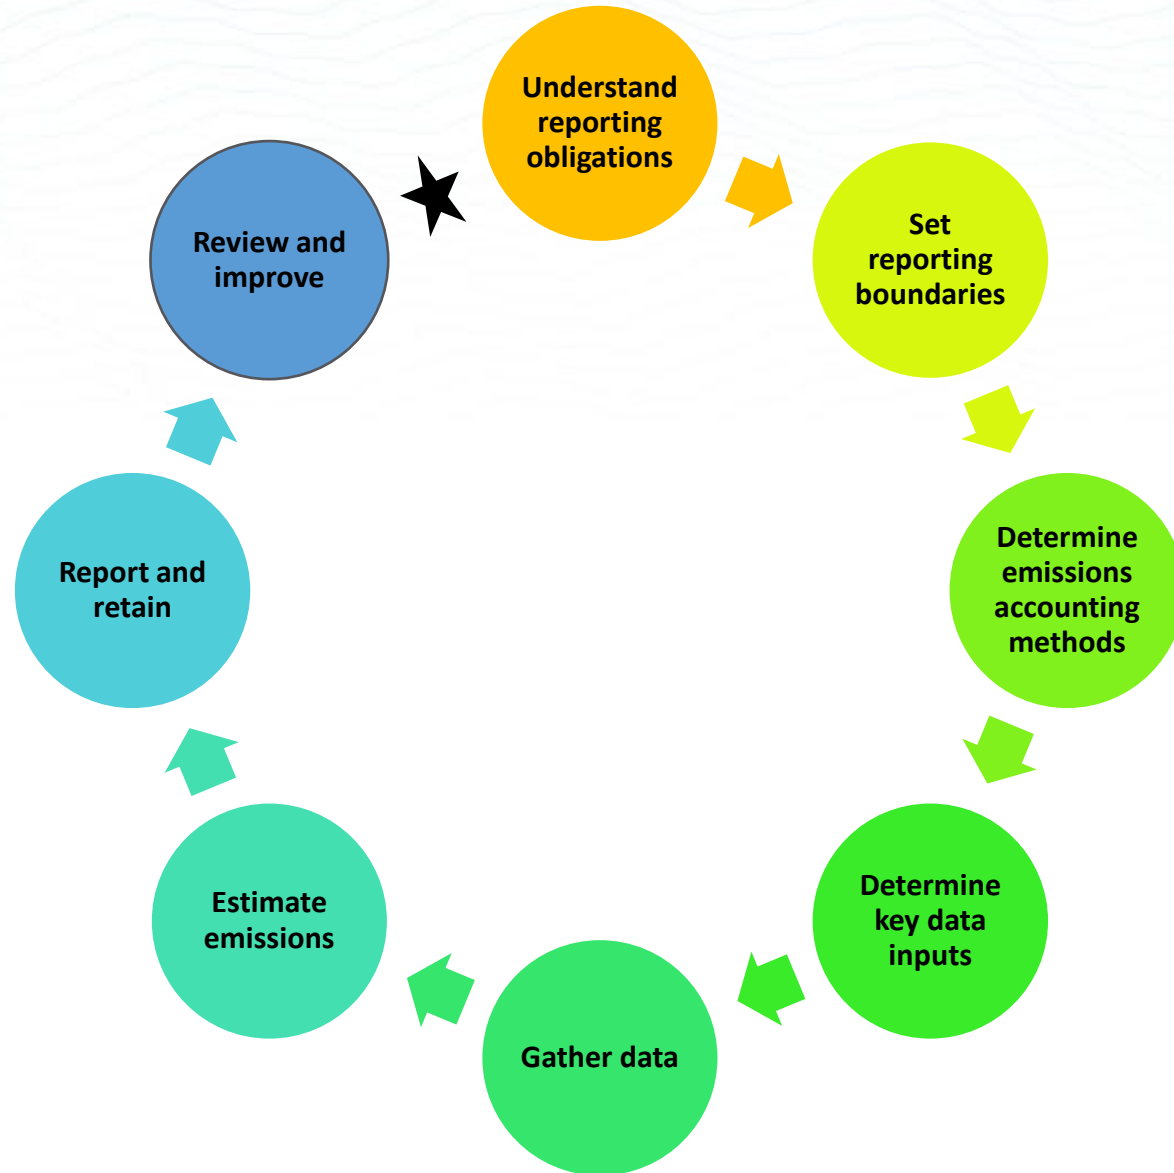 Understand
reporting
obligations
Set
reporting
boundaries
Determine
emissions
accounting
methods
Determine
key data
inputs
Gather data
Estimate
emissions
Report and
retain
Review and
improve